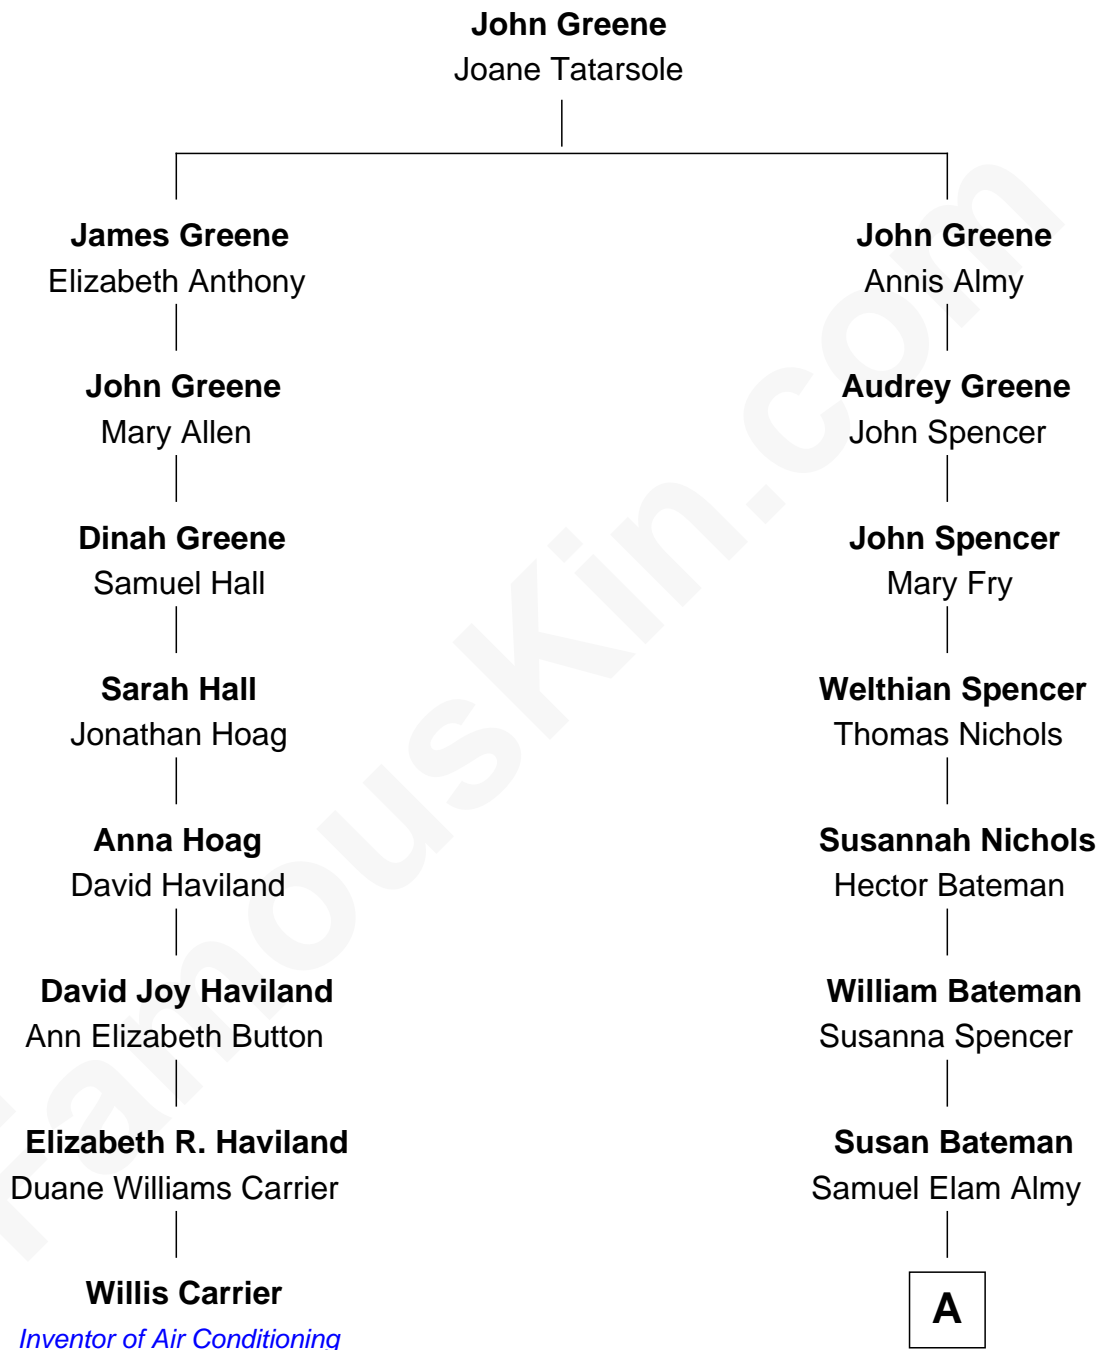 John Greene
Joane Tatarsole
James Greene
Elizabeth Anthony
John Greene
Annis Almy
John Greene
Mary Allen
Audrey Greene
John Spencer
Dinah Greene
Samuel Hall
John Spencer
Mary Fry
Sarah Hall
Jonathan Hoag
Welthian Spencer
Thomas Nichols
Anna Hoag
David Haviland
Susannah Nichols
Hector Bateman
David Joy Haviland
Ann Elizabeth Button
William Bateman
Susanna Spencer
Elizabeth R. Haviland
Duane Williams Carrier
Susan Bateman
Samuel Elam Almy
Willis Carrier
Inventor of Air Conditioning
A
FamousKin.com